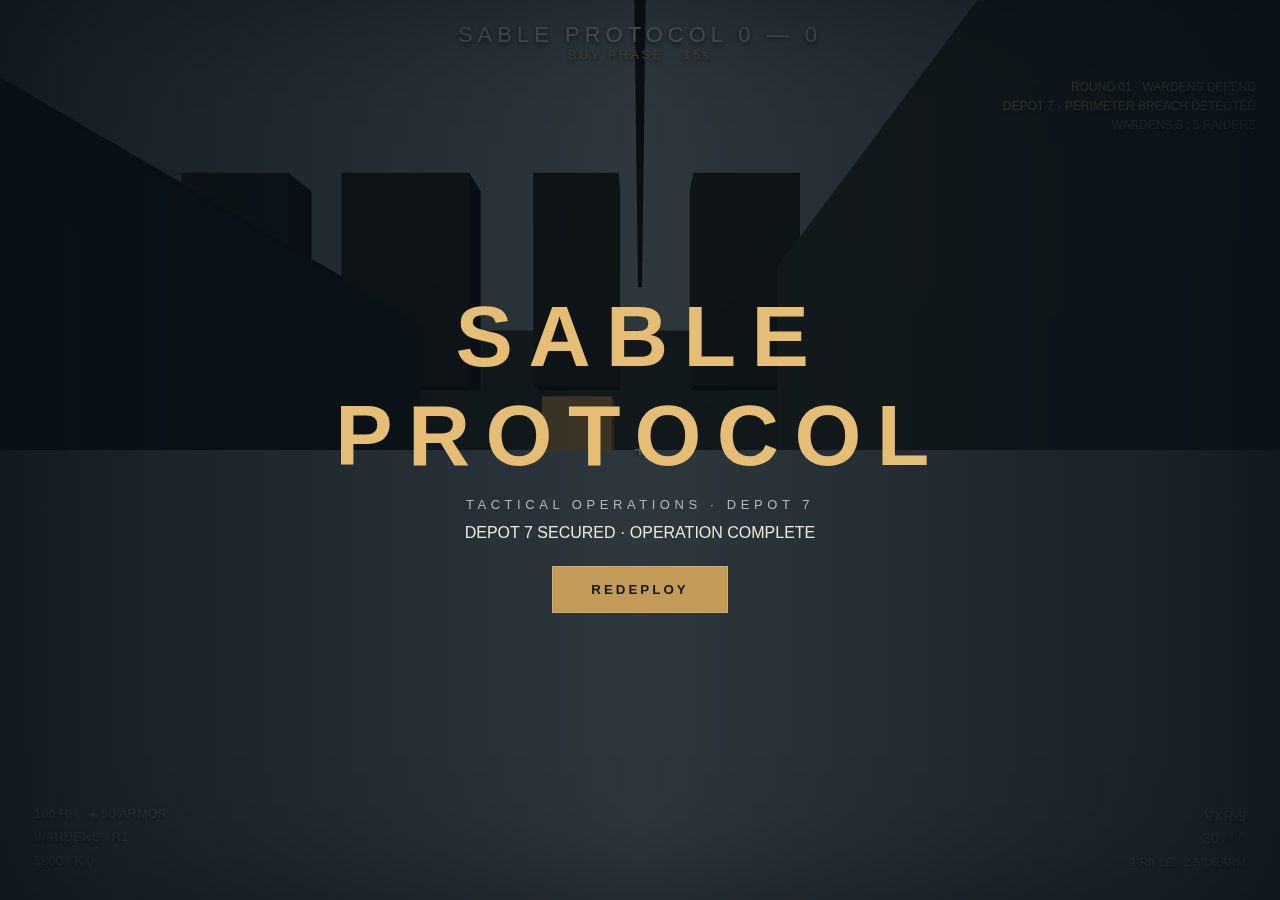 SABLE PROTOCOL 0 — 0
BUY PHASE · 15s
ROUND 01 · WARDENS DEFEND
DEPOT 7 · PERIMETER BREACH DETECTED
WARDENS 5 : 5 RAIDERS
SABLE
PROTOCOL
TACTICAL OPERATIONS · DEPOT 7
DEPOT 7 SECURED · OPERATION COMPLETE
REDEPLOY
100 HP ◈ 50 ARMOR
WARDENS · R1
$800 · K 0
VXR-9
30
1 RIFLE · 2 SIDEARM